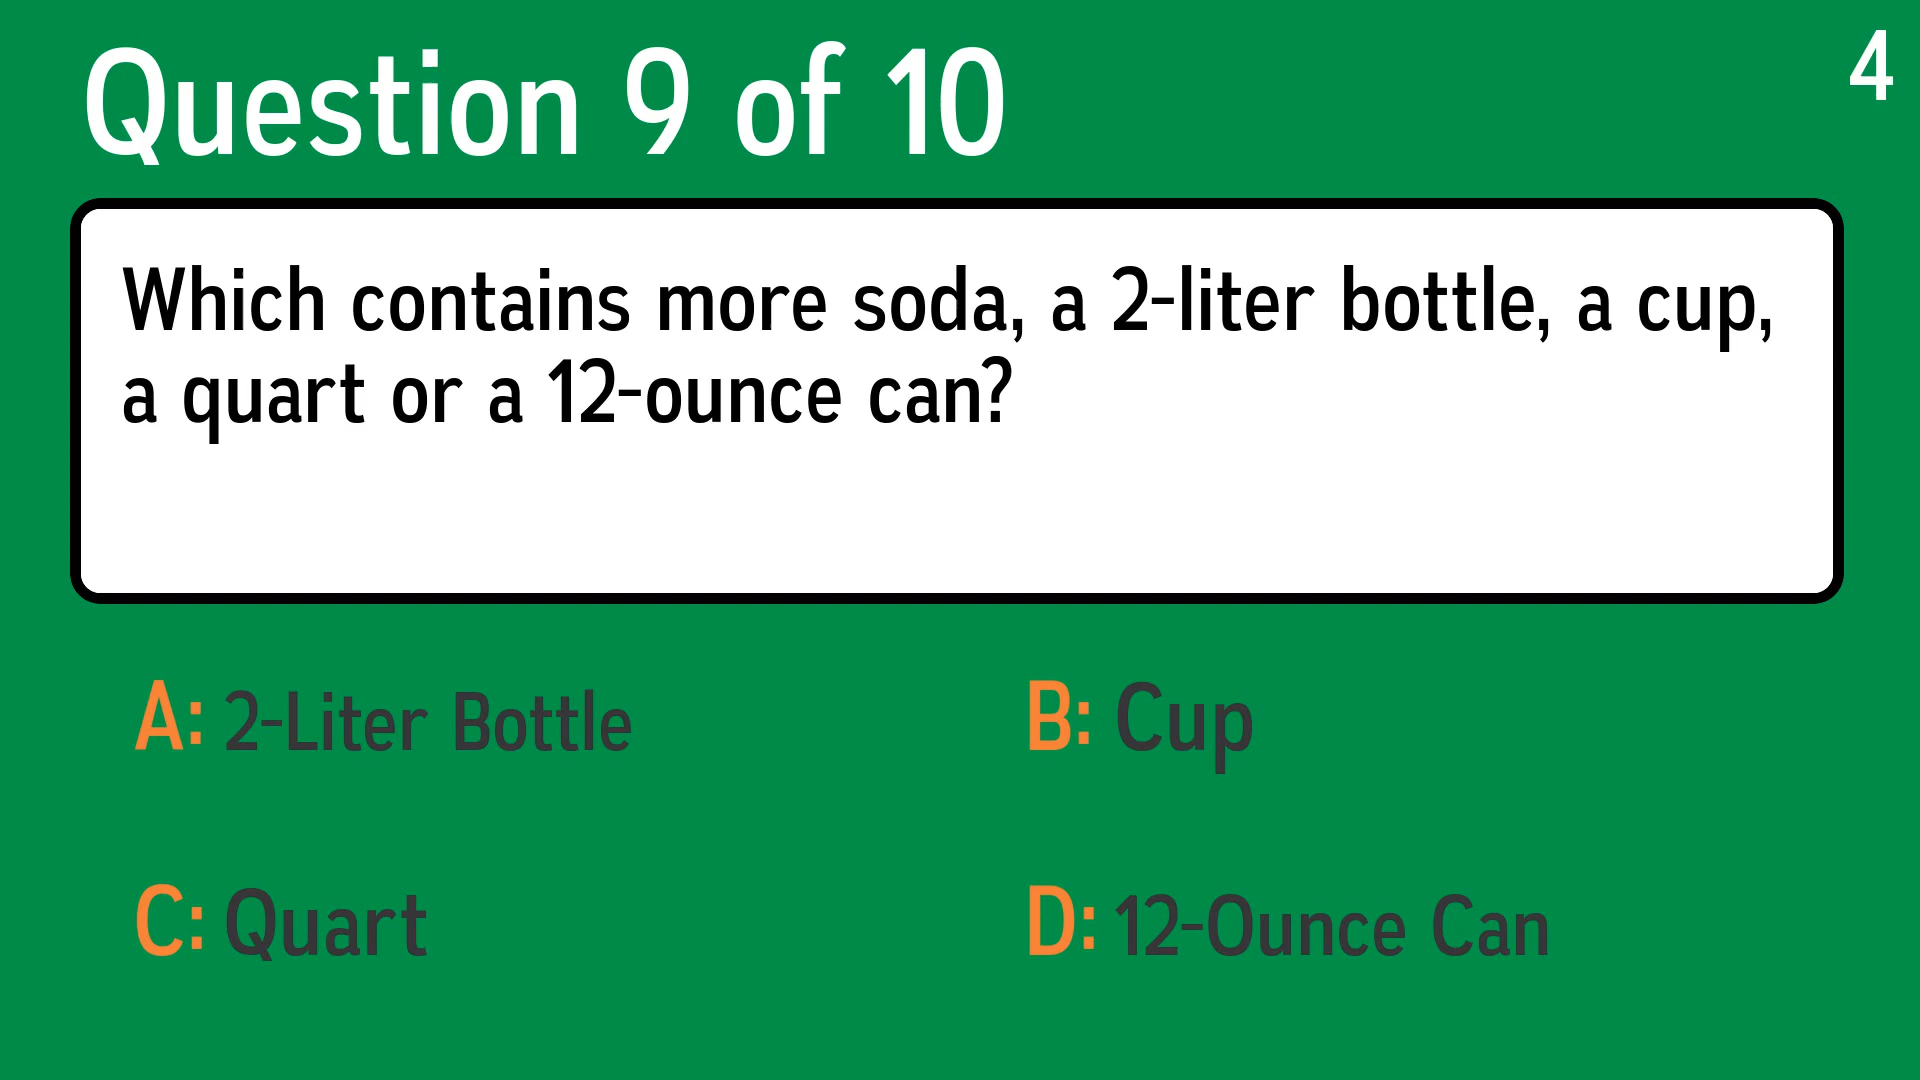 Question 9 of 10
4
Which contains more soda, a 2-liter bottle, a cup,
a quart or a 12-ounce can?
A: 2-Liter Bottle
B: Cup
C: Quart
D: 12-Ounce Can